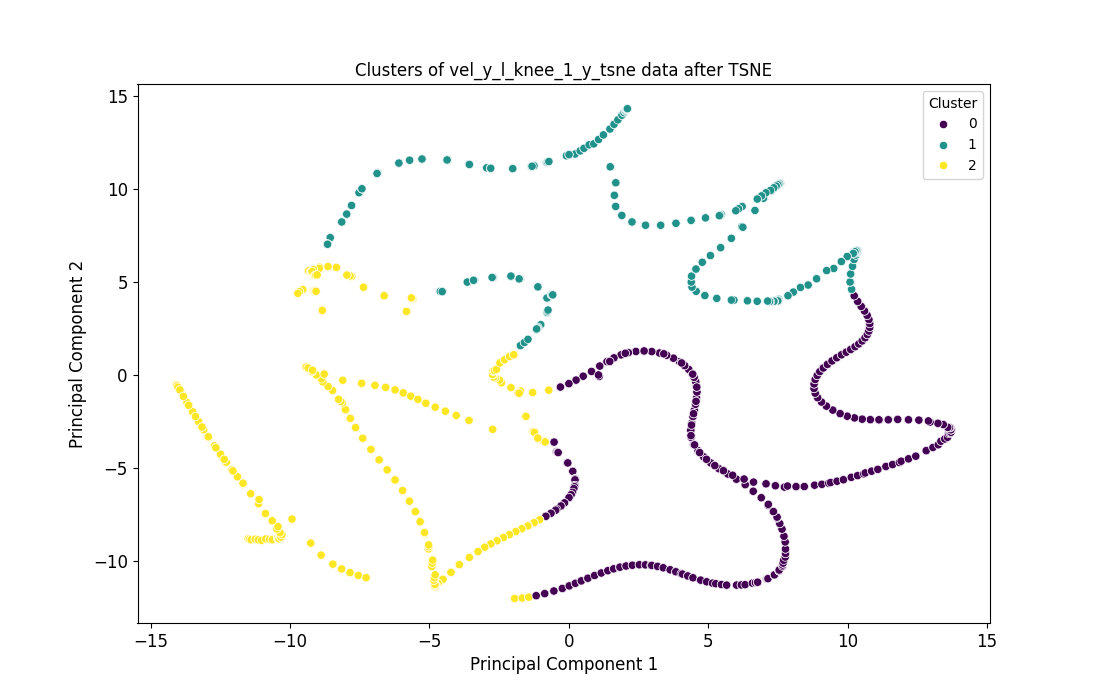 Clusters of vel_y_l_knee_1_y_tsne data after TSNE
Cluster
0
1
2
15
10
5
0
−5
−10
Principal Component 2
−15 −10 −5 0 5 10 15
Principal Component 1